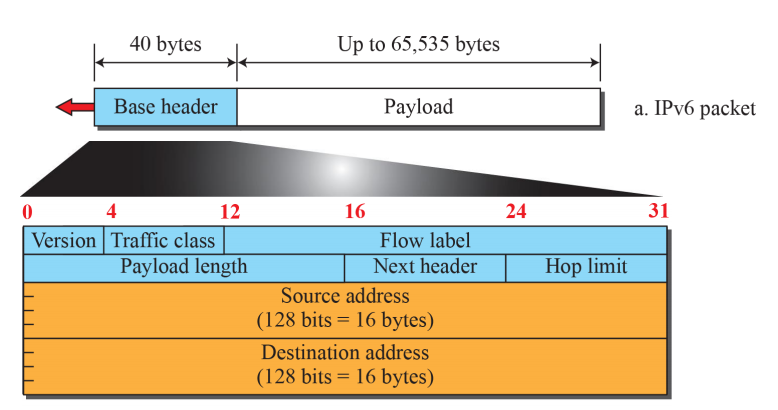 40 bytes Up to 65,535 bytes
Base header Payload a. IPv6 packet
0 4 12 16 24 31
Version Traffic class Flow label
Payload length Next header Hop limit
Source address
(128 bits = 16 bytes)
Destination address
(128 bits = 16 bytes)